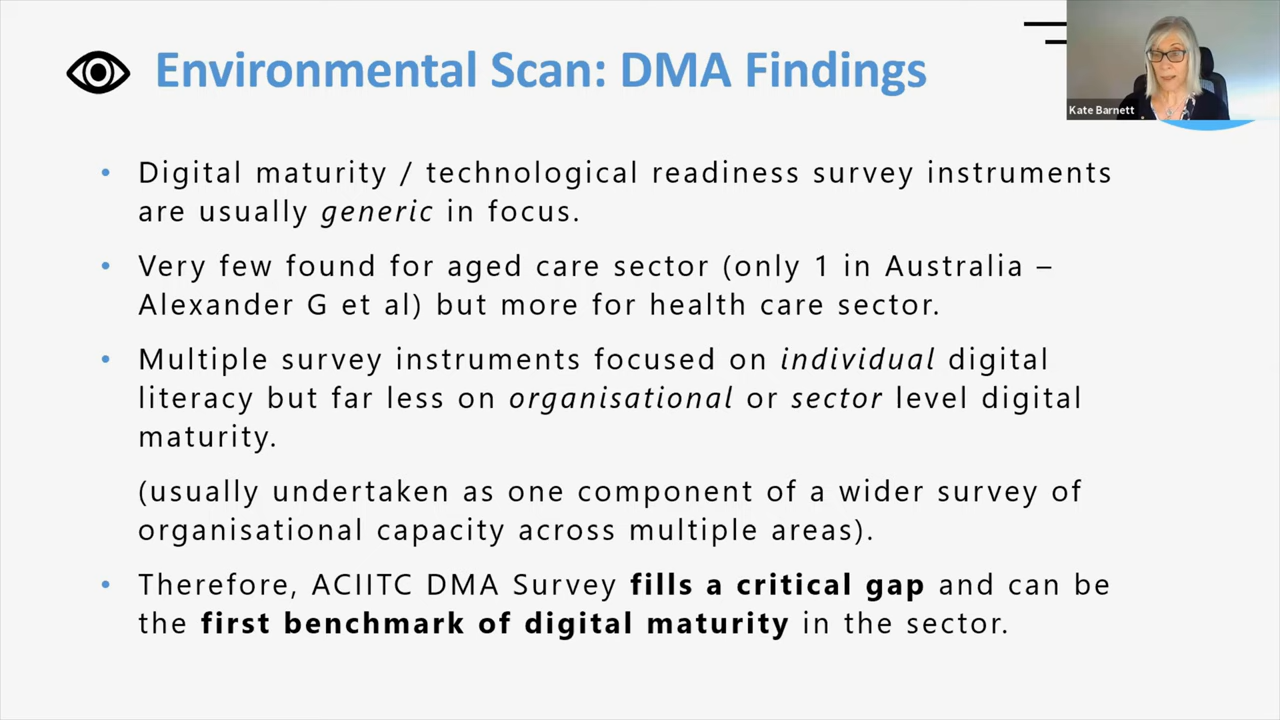 Environmental Scan: DMA Findings
Kate Barnett
• Digital maturity / technological readiness survey instruments
are usually generic in focus.
• Very few found for aged care sector (only 1 in Australia –
Alexander G et al) but more for health care sector.
• Multiple survey instruments focused on individual digital
literacy but far less on organisational or sector level digital
maturity.
(usually undertaken as one component of a wider survey of
organisational capacity across multiple areas).
• Therefore, ACIITC DMA Survey fills a critical gap and can be
the first benchmark of digital maturity in the sector.